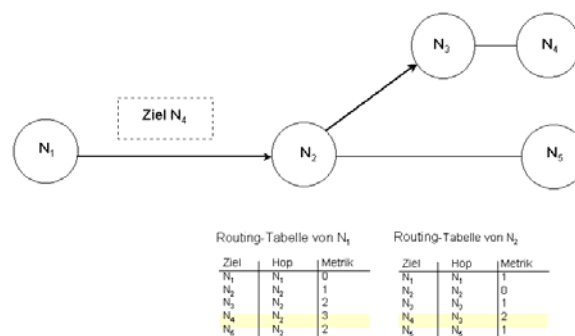 N₃ N₄
Ziel N₄
N₁ N₂ N₅
Routing-Tabelle von N₁
Ziel Hop Metrik
N₁ N₁ 0
N₂ N₂ 1
N₃ N₂ 2
N₄ N₂ 3
N₅ N₂ 2
Routing-Tabelle von N₂
Ziel Hop Metrik
N₁ N₁ 1
N₂ N₂ 0
N₃ N₃ 1
N₄ N₃ 2
N₅ N₅ 1